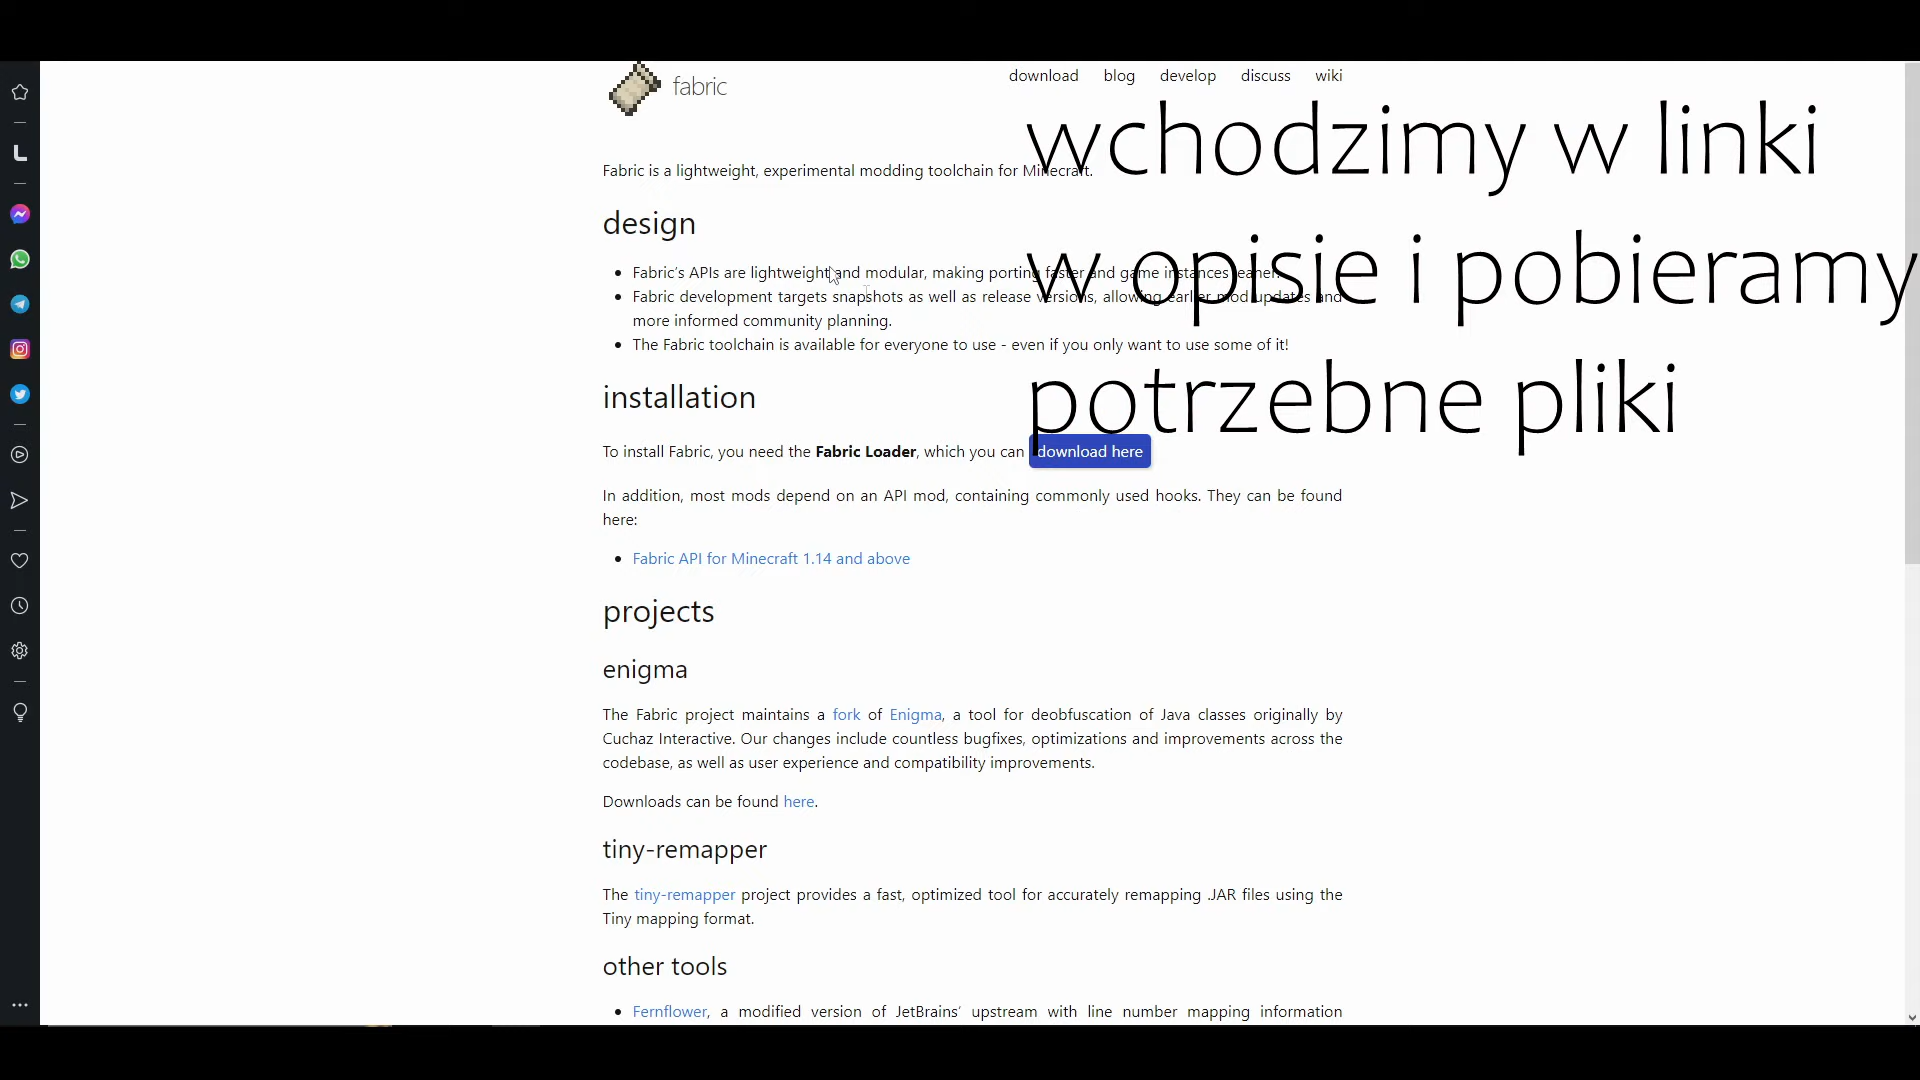 fabric
download blog develop discuss wiki
wchodzimy w linki
w opisie i pobieramy
potrzebne pliki
Fabric is a lightweight, experimental modding toolchain for Minecraft.
design
Fabric's APIs are lightweight and modular, making porting faster and game instances leaner.
Fabric development targets snapshots as well as release versions, allowing earlier mod updates and
more informed community planning.
The Fabric toolchain is available for everyone to use - even if you only want to use some of it!
installation
To install Fabric, you need the Fabric Loader, which you can download here
In addition, most mods depend on an API mod, containing commonly used hooks. They can be found
here:
Fabric API for Minecraft 1.14 and above
projects
enigma
The Fabric project maintains a fork of Enigma, a tool for deobfuscation of Java classes originally by
Cuchaz Interactive. Our changes include countless bugfixes, optimizations and improvements across the
codebase, as well as user experience and compatibility improvements.
Downloads can be found here.
tiny-remapper
The tiny-remapper project provides a fast, optimized tool for accurately remapping .JAR files using the
Tiny mapping format.
other tools
Fernflower, a modified version of JetBrains' upstream with line number mapping information